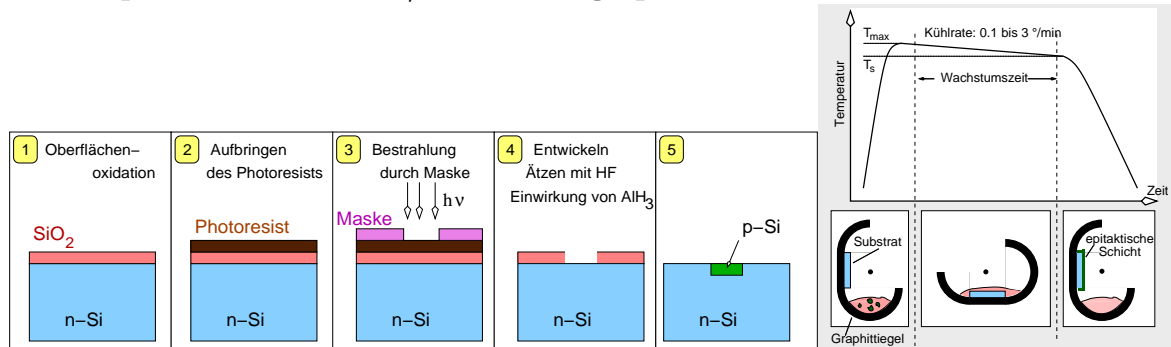 1 Oberflächen–
oxidation
SiO2
n–Si
2 Aufbringen
des Photoresists
Photoresist
n–Si
3 Bestrahlung
durch Maske
hν
Maske
n–Si
4 Entwickeln
Ätzen mit HF
Einwirkung von AlH3
n–Si
5
p–Si
n–Si
Temperatur
Tmax
Kühlrate: 0.1 bis 3 °/min
Ts
Wachstumszeit
Zeit
Substrat
Graphittiegel
epitaktische
Schicht